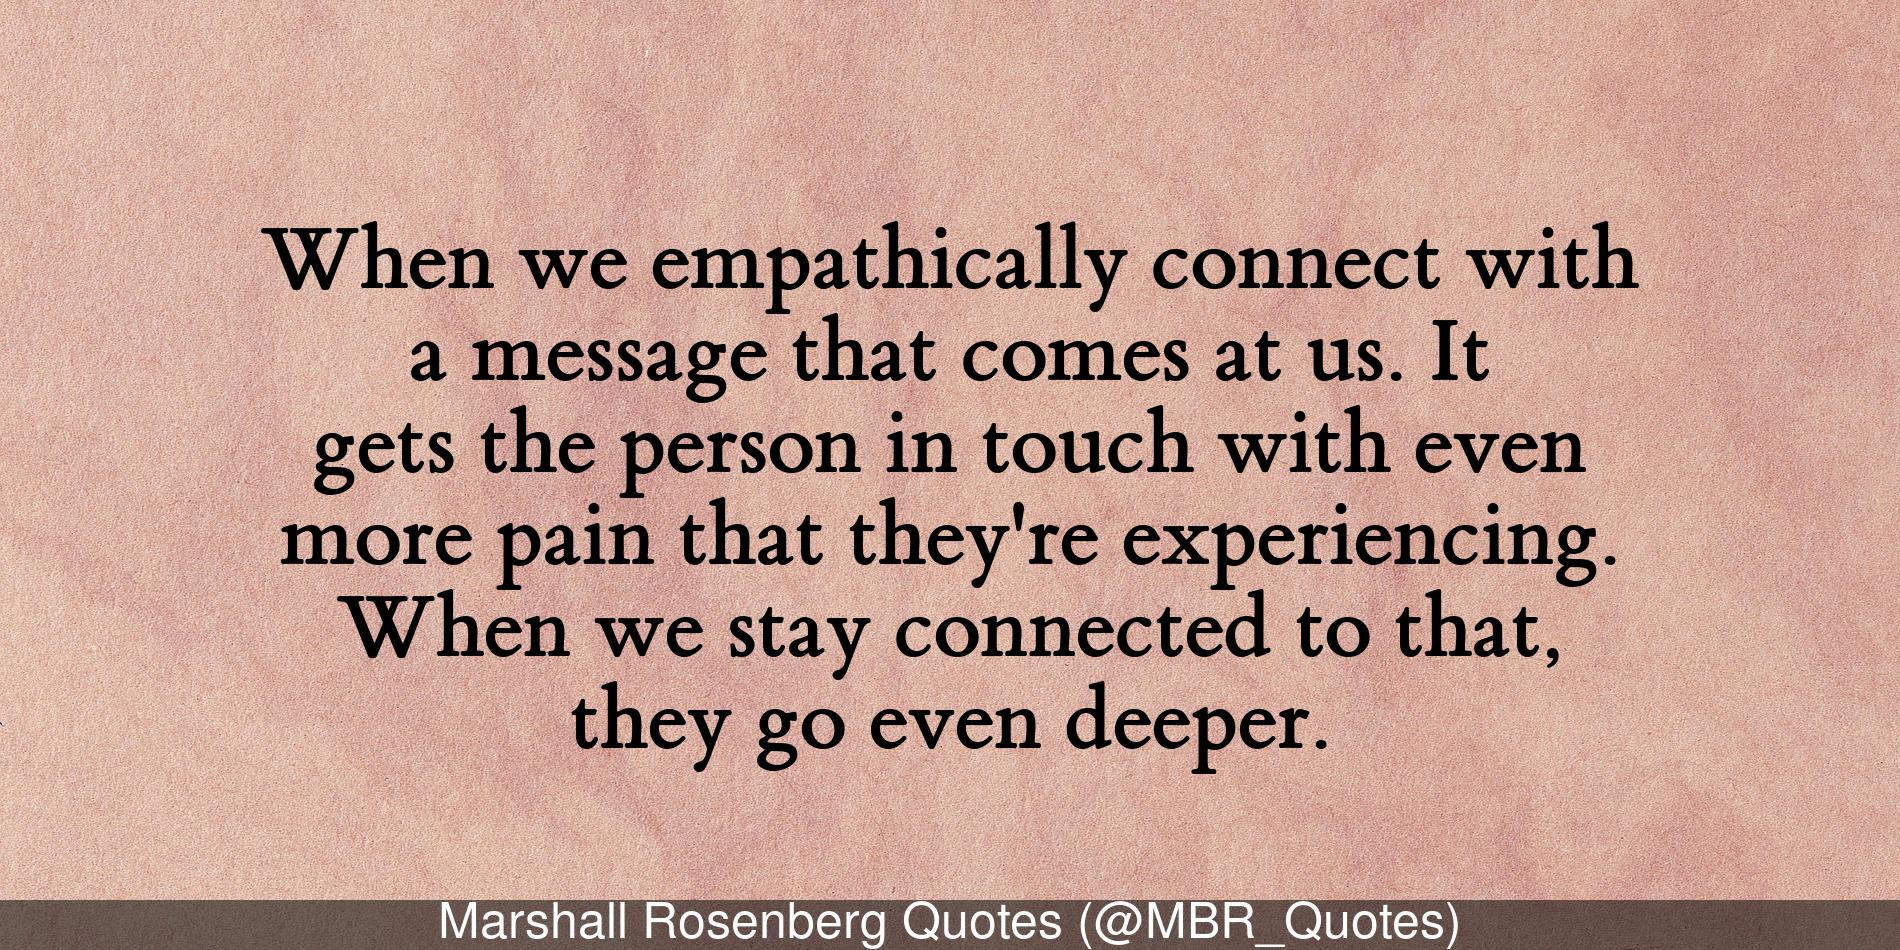 When we empathically connect with
a message that comes at us. It
gets the person in touch with even
more pain that they're experiencing.
When we stay connected to that,
they go even deeper.
Marshall Rosenberg Quotes (@MBR_Quotes)